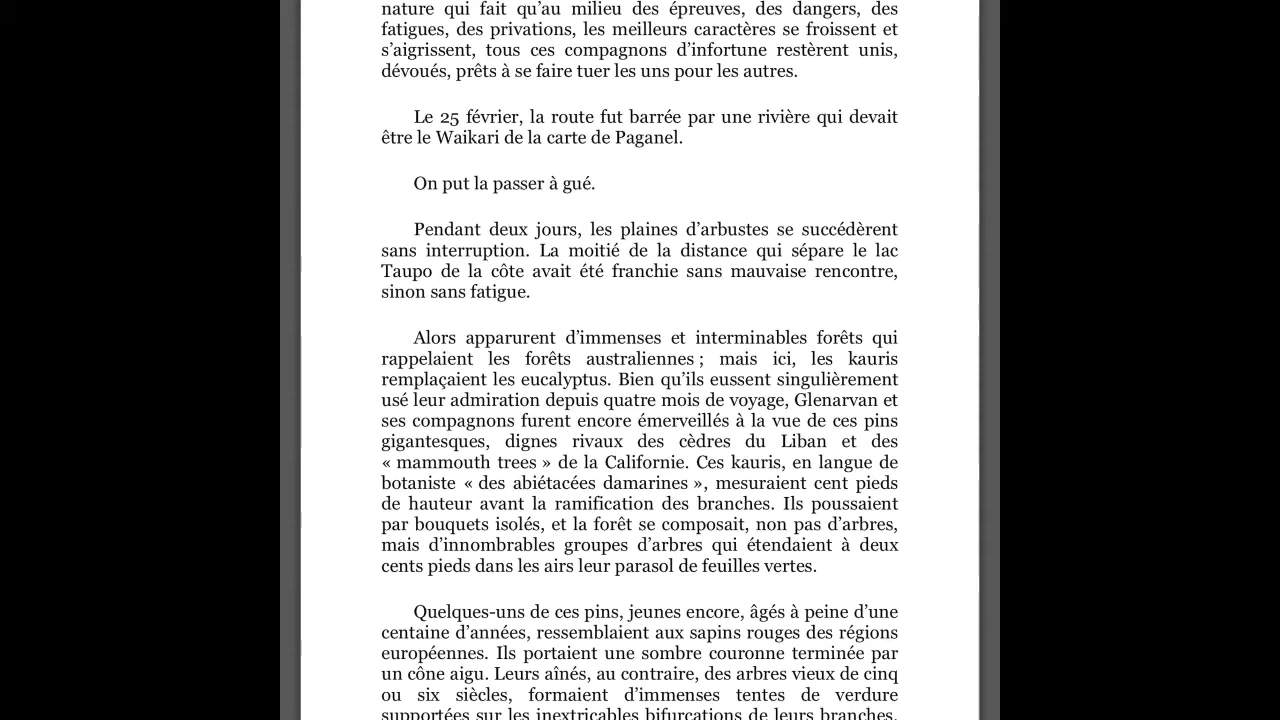 nature qui fait qu’au milieu des épreuves, des dangers, des
fatigues, des privations, les meilleurs caractères se froissent et
s’aigrissent, tous ces compagnons d’infortune restèrent unis,
dévoués, prêts à se faire tuer les uns pour les autres.
Le 25 février, la route fut barrée par une rivière qui devait
être le Waikari de la carte de Paganel.
On put la passer à gué.
Pendant deux jours, les plaines d’arbustes se succédèrent
sans interruption. La moitié de la distance qui sépare le lac
Taupo de la côte avait été franchie sans mauvaise rencontre,
sinon sans fatigue.
Alors apparurent d’immenses et interminables forêts qui
rappelaient les forêts australiennes ; mais ici, les kauris
remplaçaient les eucalyptus. Bien qu’ils eussent singulièrement
usé leur admiration depuis quatre mois de voyage, Glenarvan et
ses compagnons furent encore émerveillés à la vue de ces pins
gigantesques, dignes rivaux des cèdres du Liban et des
« mammouth trees » de la Californie. Ces kauris, en langue de
botaniste « des abiétacées damarines », mesuraient cent pieds
de hauteur avant la ramification des branches. Ils poussaient
par bouquets isolés, et la forêt se composait, non pas d’arbres,
mais d’innombrables groupes d’arbres qui étendaient à deux
cents pieds dans les airs leur parasol de feuilles vertes.
Quelques-uns de ces pins, jeunes encore, âgés à peine d’une
centaine d’années, ressemblaient aux sapins rouges des régions
européennes. Ils portaient une sombre couronne terminée par
un cône aigu. Leurs aînés, au contraire, des arbres vieux de cinq
ou six siècles, formaient d’immenses tentes de verdure
supportées sur les inextricables bifurcations de leurs branches.